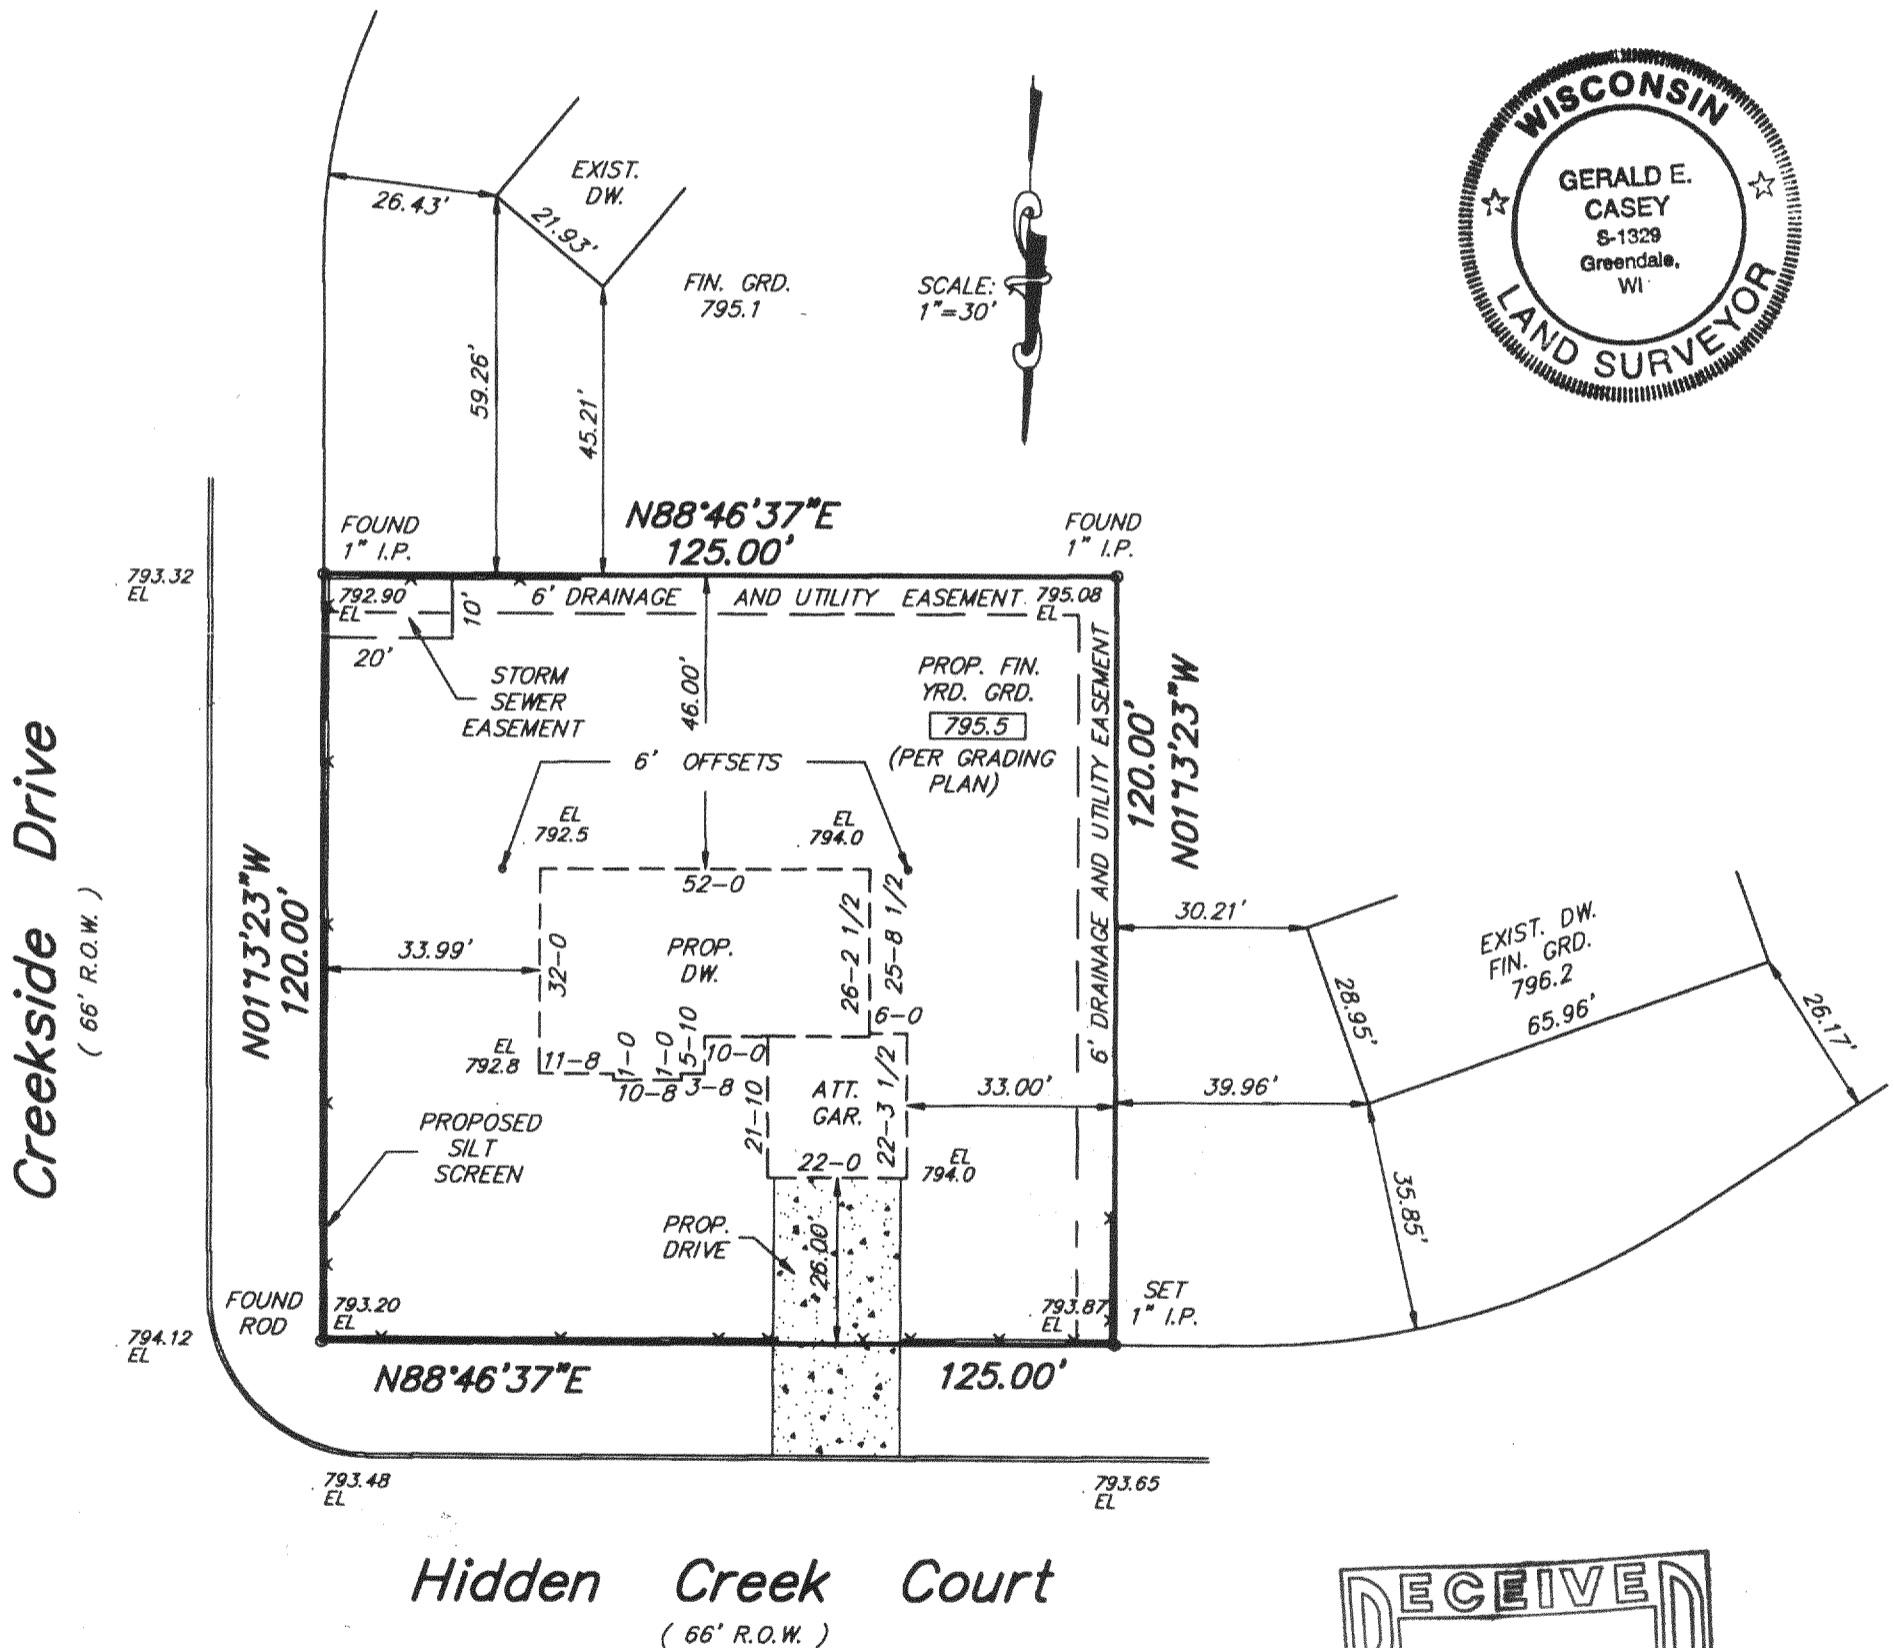 WISCONSIN
GERALD E.
CASEY
S-1329
Greendale,
WI
LAND SURVEYOR
EXIST.
DW.
26.43'
21.93'
FIN. GRD.
795.1
SCALE:
1"=30'
59.26'
45.21'
N88°46'37"E
125.00'
FOUND
1" I.P.
FOUND
1" I.P.
793.32
EL
792.90
EL
6' DRAINAGE AND UTILITY EASEMENT
795.08
EL
10'
20'
STORM
SEWER
EASEMENT
46.00'
PROP. FIN.
YRD. GRD.
795.5
(PER GRADING
PLAN)
6' DRAINAGE AND UTILITY EASEMENT
120.00'
N01°13'23"W
6' OFFSETS
EL
792.5
EL
794.0
Creekside Drive
( 66' R.O.W. )
N01°13'23"W
120.00'
33.99'
52-0
32-0
PROP.
DW.
26-2 1/2
25-8 1/2
30.21'
EXIST. DW.
FIN. GRD.
796.2
28.95'
65.96'
26.17'
6-0
EL
792.8
11-8
1-0
1-0
5-10
10-0
10-8
3-8
21-10
ATT.
GAR.
22-3 1/2
33.00'
39.96'
PROPOSED
SILT
SCREEN
22-0
EL
794.0
35.85'
PROP.
DRIVE
26.00'
FOUND
ROD
793.20
EL
793.87
EL
SET
1" I.P.
794.12
EL
N88°46'37"E
125.00'
793.48
EL
793.65
EL
Hidden Creek Court
( 66' R.O.W. )